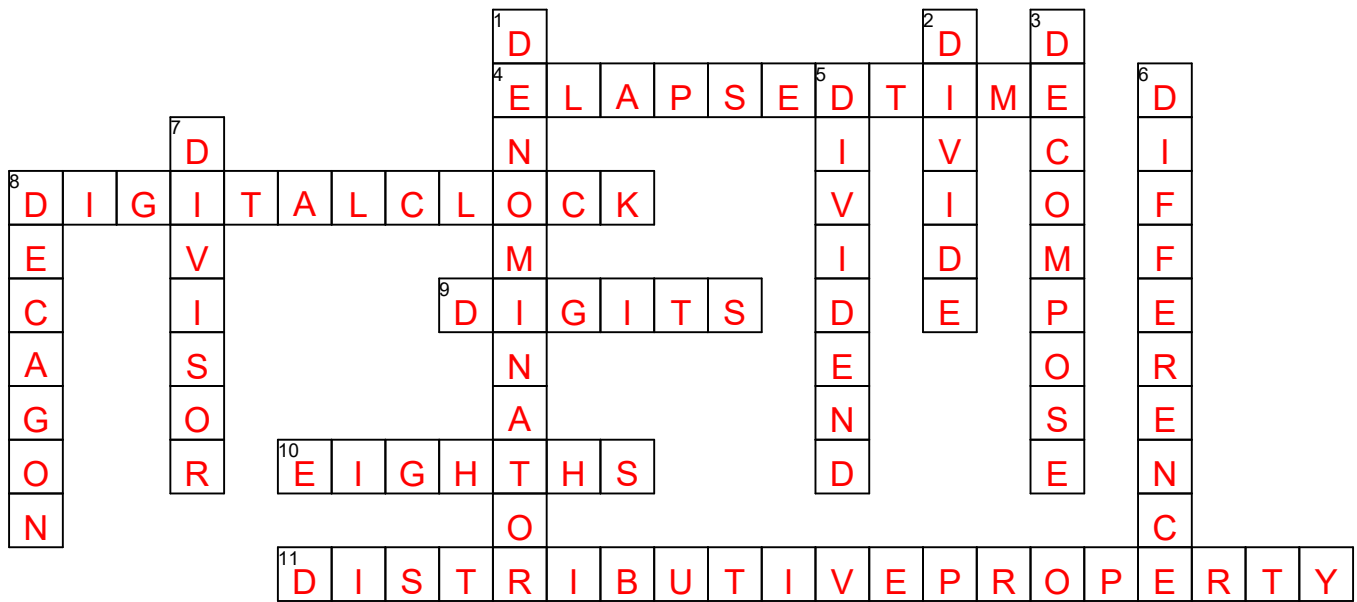 1 D 2 D 3 D
4 E L A P S E 5 D T I M E 6 D
7 D N I V C I
8 D I G I T A L C L O C K V I O F
E V M I D M F
C I 9 D I G I T S D E P E
A S N E O R
G O A N S E
O R 10 E I G H T H S D E N
N O C
11 D I S T R I B U T I V E P R O P E R T Y